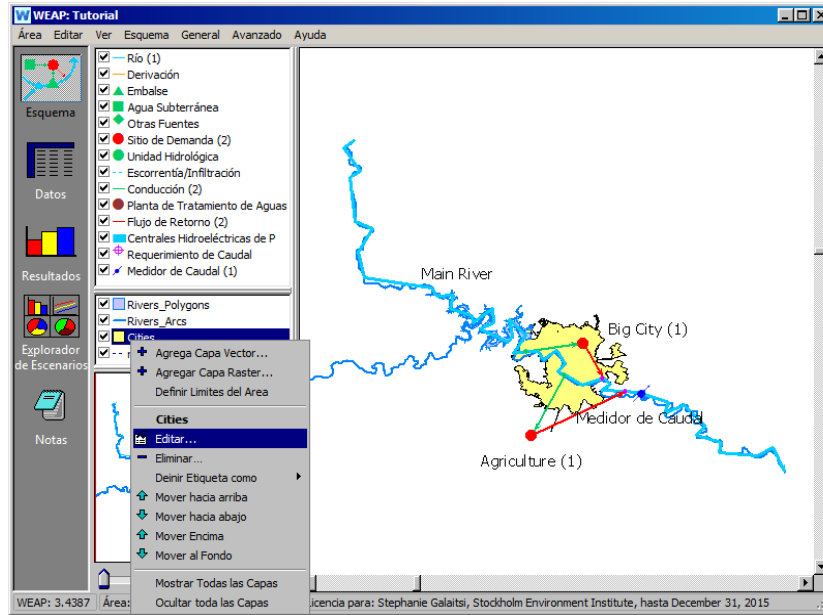 WEAP: Tutorial
Área Editar Ver Esquema General Avanzado Ayuda
Esquema
Datos
Resultados
Explorador
de Escenarios
Notas
Río (1)
Derivación
Embalse
Agua Subterránea
Otras Fuentes
Sitio de Demanda (2)
Unidad Hidrológica
Escorrentía/Infiltración
Conducción (2)
Planta de Tratamiento de Aguas
Flujo de Retorno (2)
Centrales Hidroeléctricas de P
Requerimiento de Caudal
Medidor de Caudal (1)
Rivers_Polygons
Rivers_Arcs
Cities
Agrega Capa Vector...
Agregar Capa Raster...
Definir Limites del Area
Cities
Editar...
Eliminar...
Deinir Etiqueta como
Mover hacia arriba
Mover hacia abajo
Mover Encima
Mover al Fondo
Mostrar Todas las Capas
Ocultar toda las Capas
Main River
Big City (1)
Medidor de Caudal
Agriculture (1)
WEAP: 3.4387 Área: Licencia para: Stephanie Galaitsi, Stockholm Environment Institute, hasta December 31, 2015